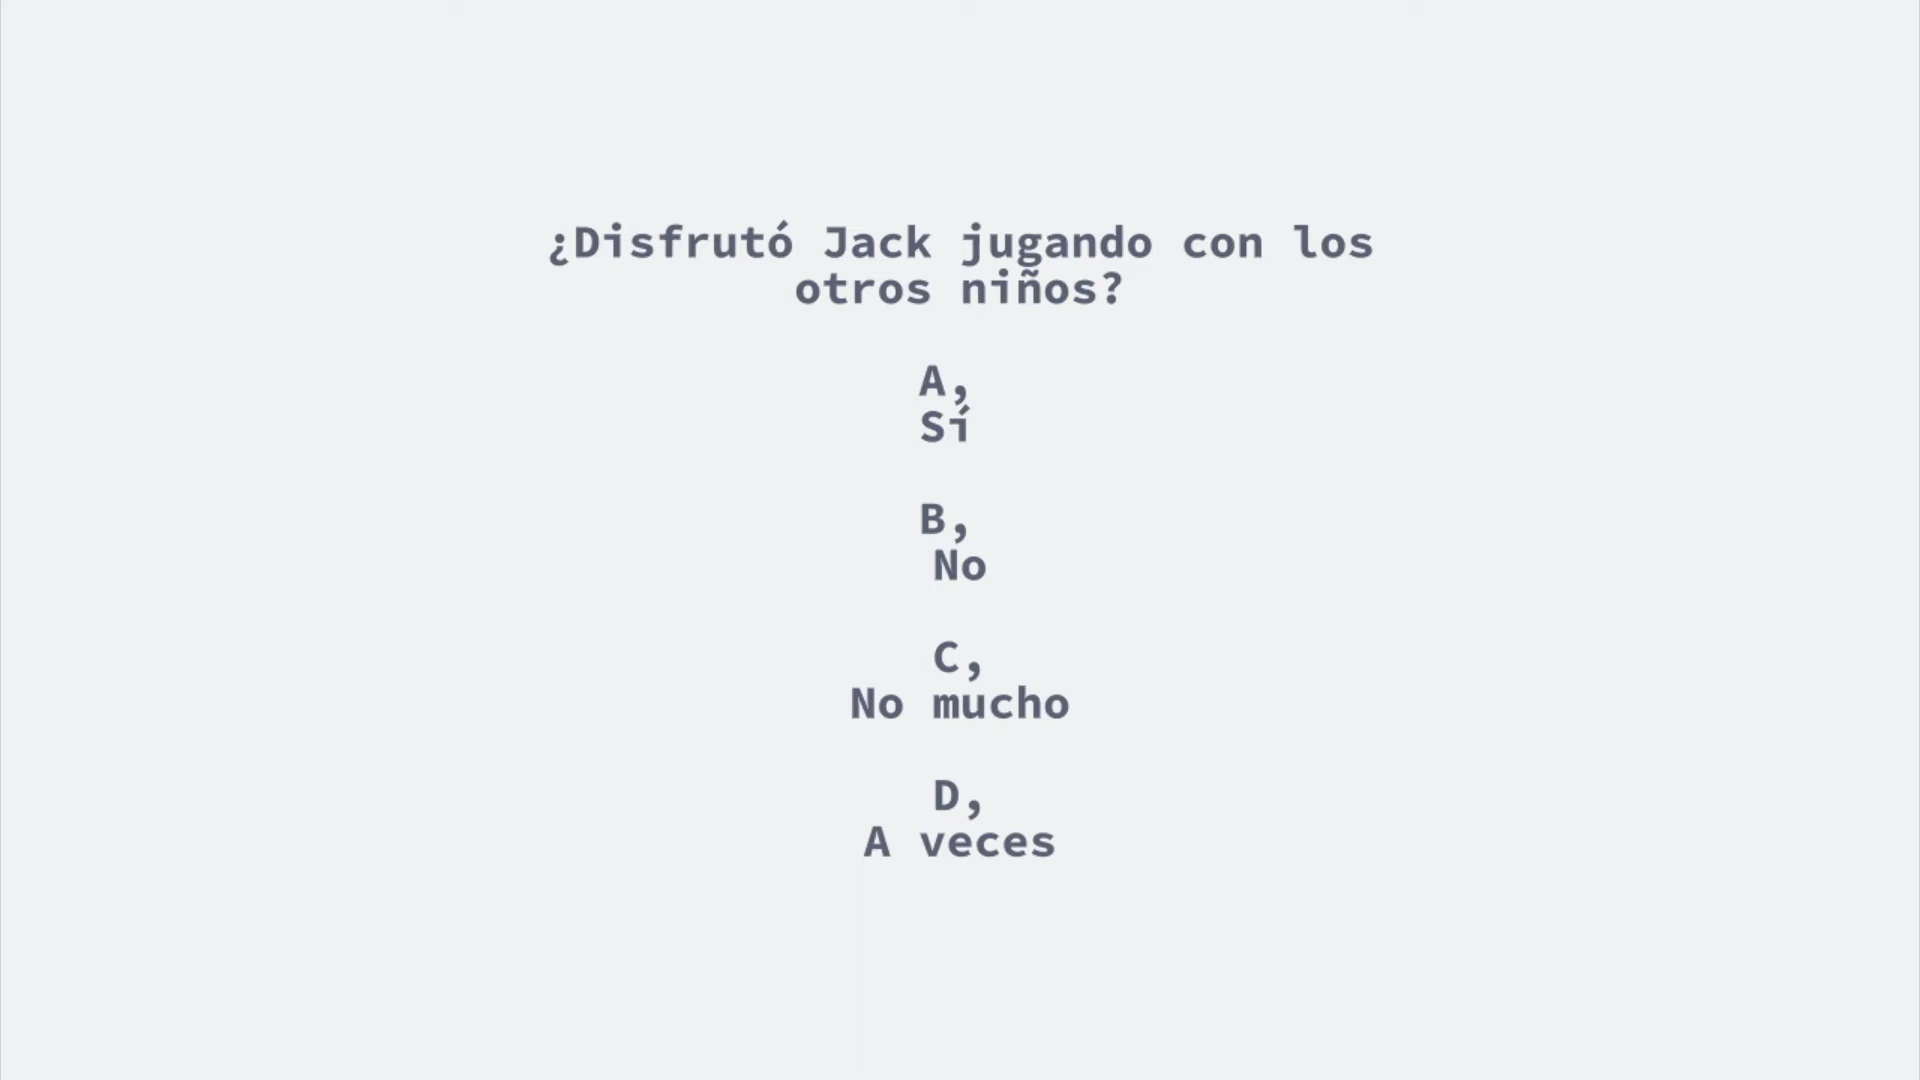 ¿Disfrutó Jack jugando con los
otros niños?
A,
Sí
B,
No
C,
No mucho
D,
A veces